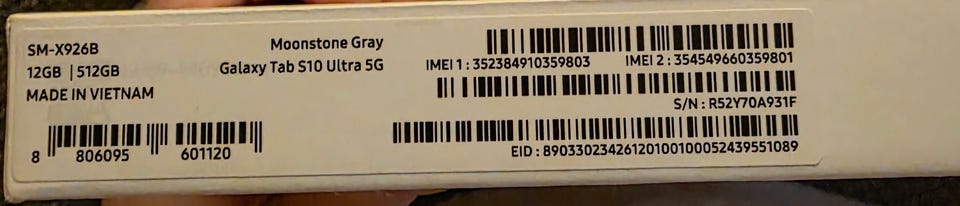 SM-X926B
12GB | 512GB
MADE IN VIETNAM
8 806095 601120
Moonstone Gray
Galaxy Tab S10 Ultra 5G
IMEI 1 : 352384910359803 IMEI 2 : 354549660359801
S/N : R52Y70A931F
EID : 89033023426120100100052439551089